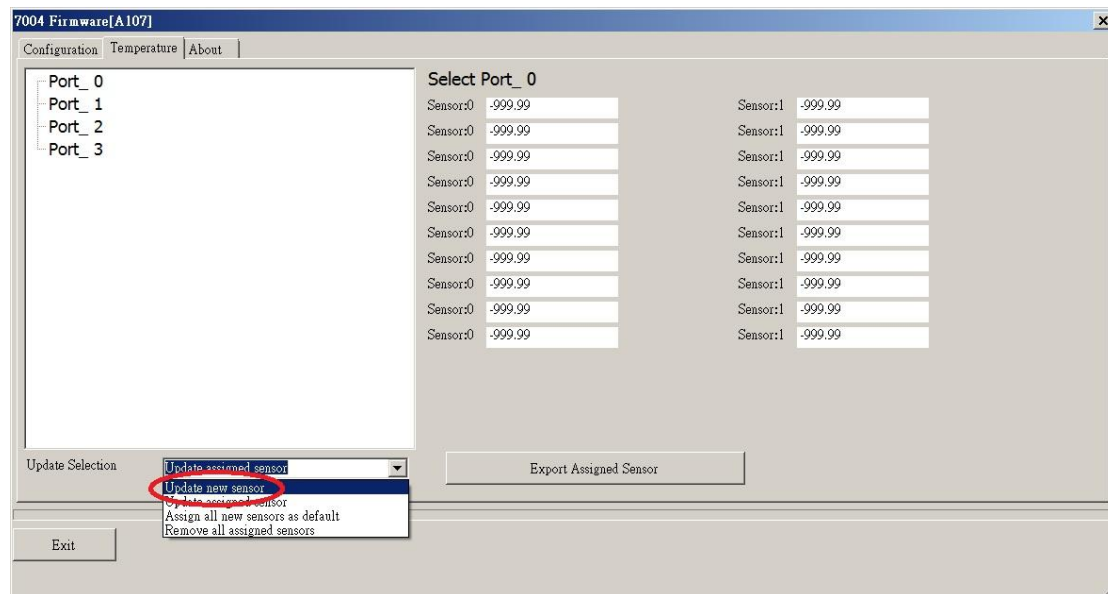 7004 Firmware[A107]
Configuration Temperature About
Port_ 0
Port_ 1
Port_ 2
Port_ 3
Select Port_ 0
Sensor:0 -999.99 Sensor:1 -999.99
Sensor:0 -999.99 Sensor:1 -999.99
Sensor:0 -999.99 Sensor:1 -999.99
Sensor:0 -999.99 Sensor:1 -999.99
Sensor:0 -999.99 Sensor:1 -999.99
Sensor:0 -999.99 Sensor:1 -999.99
Sensor:0 -999.99 Sensor:1 -999.99
Sensor:0 -999.99 Sensor:1 -999.99
Sensor:0 -999.99 Sensor:1 -999.99
Sensor:0 -999.99 Sensor:1 -999.99
Update Selection Update assigned sensor Export Assigned Sensor
Update new sensor
Update assigned sensor
Assign all new sensors as default
Remove all assigned sensors
Exit